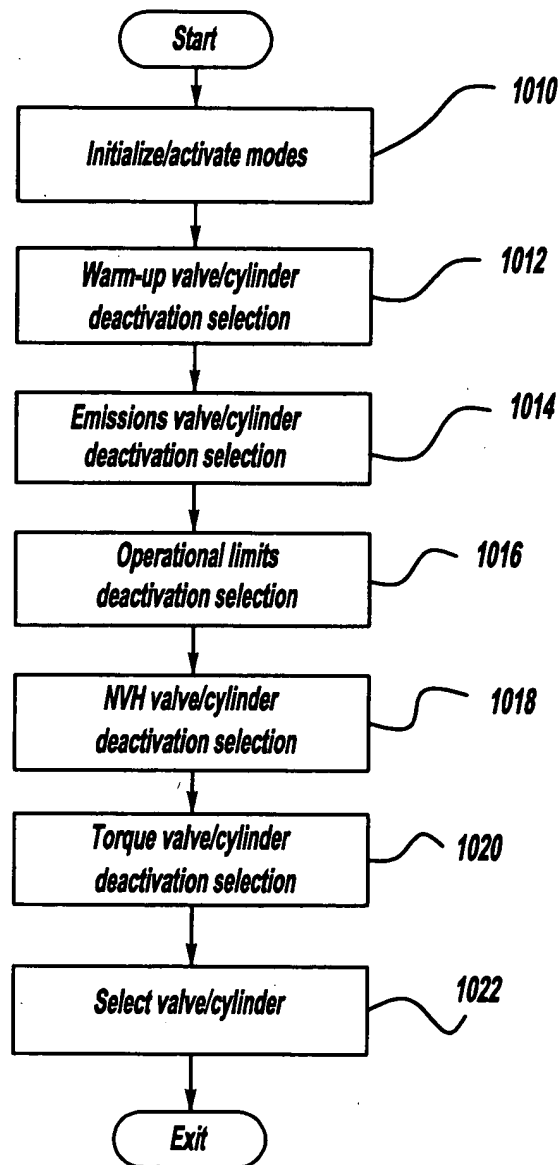 Start
Initialize/activate modes
1010
Warm-up valve/cylinder
deactivation selection
1012
Emissions valve/cylinder
deactivation selection
1014
Operational limits
deactivation selection
1016
NVH valve/cylinder
deactivation selection
1018
Torque valve/cylinder
deactivation selection
1020
Select valve/cylinder
1022
Exit